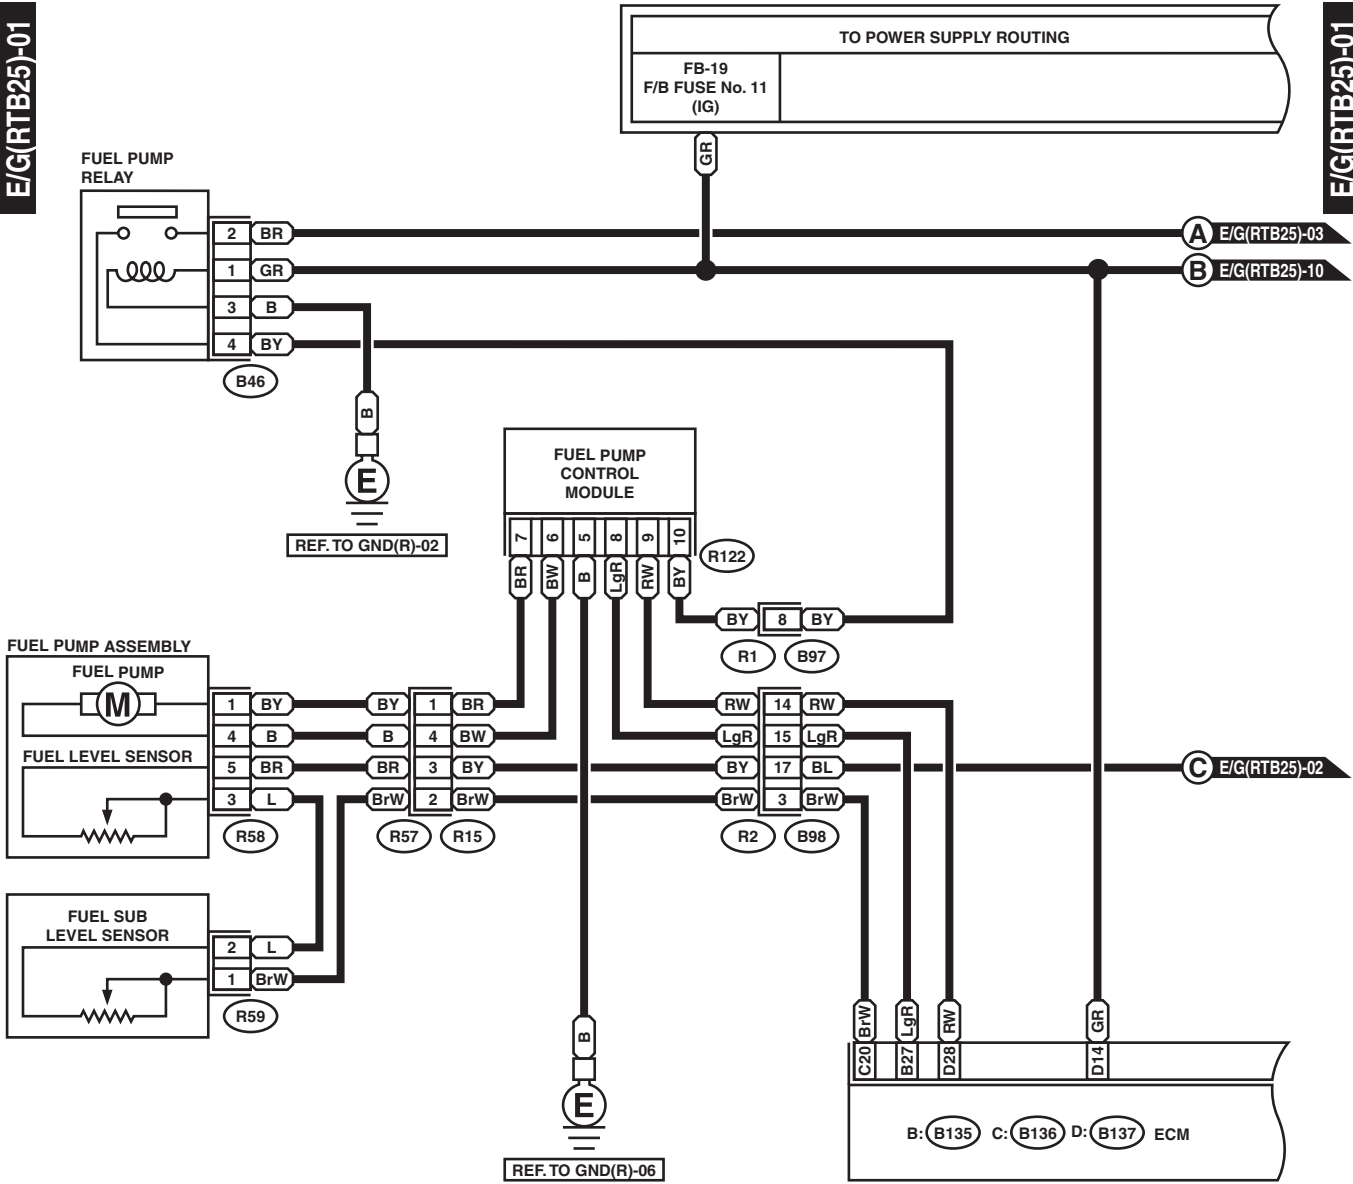 E/G(RTB25)-01
E/G(RTB25)-01
TO POWER SUPPLY ROUTING
FB-19
F/B FUSE No. 11
(IG)
GR
FUEL PUMP
RELAY
2 BR
1 GR
3 B
4 BY
B46
A E/G(RTB25)-03
B E/G(RTB25)-10
B
E
REF. TO GND(R)-02
FUEL PUMP
CONTROL
MODULE
7 6 5 8 9 10
R122
BR BW B LgR RW BY
BY 8 BY
R1 B97
FUEL PUMP ASSEMBLY
FUEL PUMP
M
FUEL LEVEL SENSOR
1 BY BY 1 BR RW 14 RW
4 B B 4 BW LgR 15 LgR
5 BR BR 3 BY BY 17 BL
C E/G(RTB25)-02
3 L BrW 2 BrW BrW 3 BrW
R58 R57 R15 R2 B98
FUEL SUB
LEVEL SENSOR
2 L
1 BrW
R59
B
E
REF. TO GND(R)-06
BrW LgR RW GR
C20 B27 D28 D14
B: B135 C: B136 D: B137 ECM